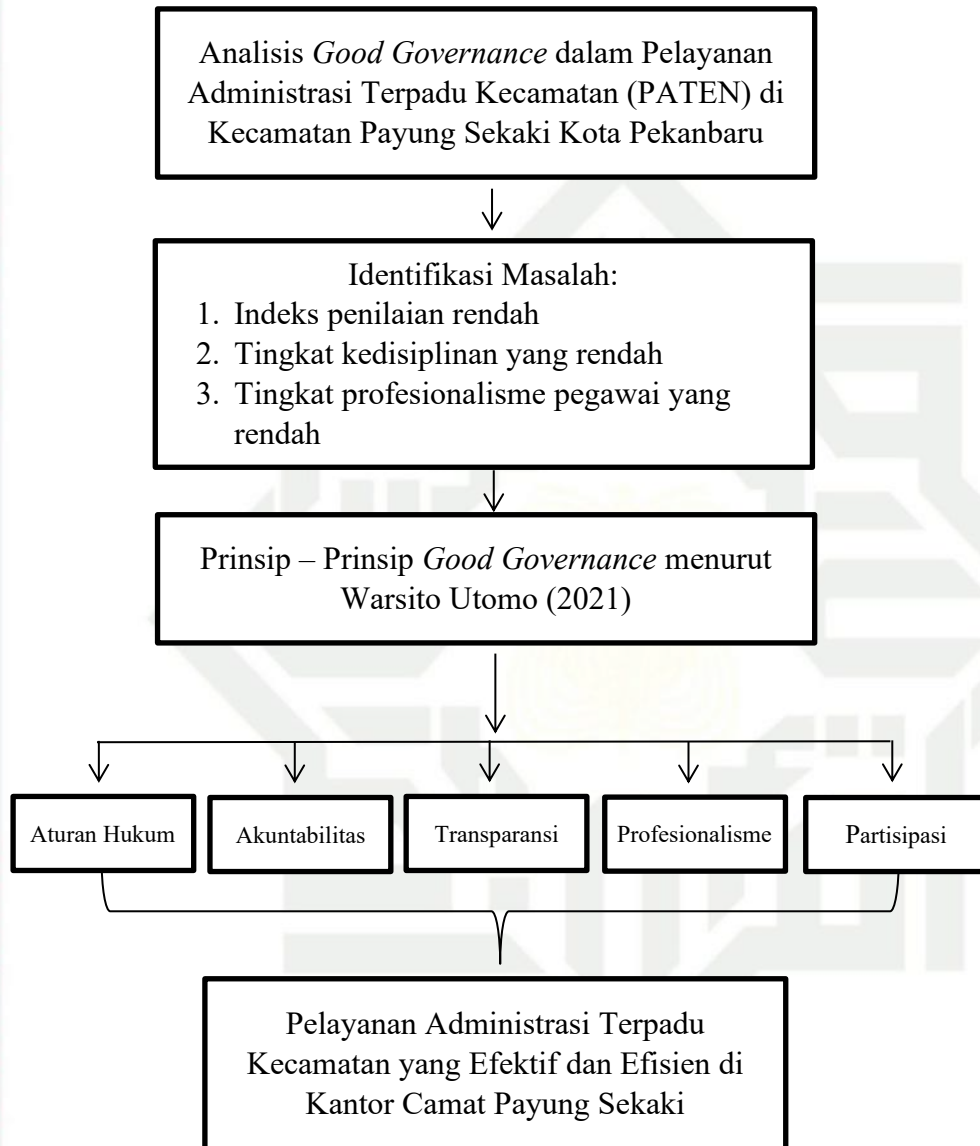 Analisis Good Governance dalam Pelayanan
Administrasi Terpadu Kecamatan (PATEN) di
Kecamatan Payung Sekaki Kota Pekanbaru
Identifikasi Masalah:
1. Indeks penilaian rendah
2. Tingkat kedisiplinan yang rendah
3. Tingkat profesionalisme pegawai yang
rendah
Prinsip – Prinsip Good Governance menurut
Warsito Utomo (2021)
Aturan Hukum
Akuntabilitas
Transparansi
Profesionalisme
Partisipasi
Pelayanan Administrasi Terpadu
Kecamatan yang Efektif dan Efisien di
Kantor Camat Payung Sekaki